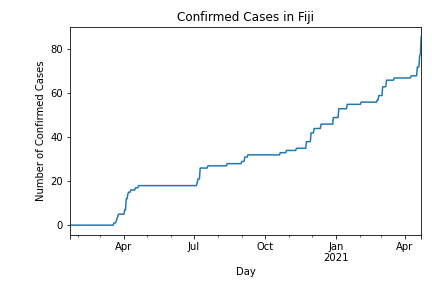 Confirmed Cases in Fiji
Number of Confirmed Cases
80
60
40
20
0
Apr Jul Oct Jan Apr
2021
Day